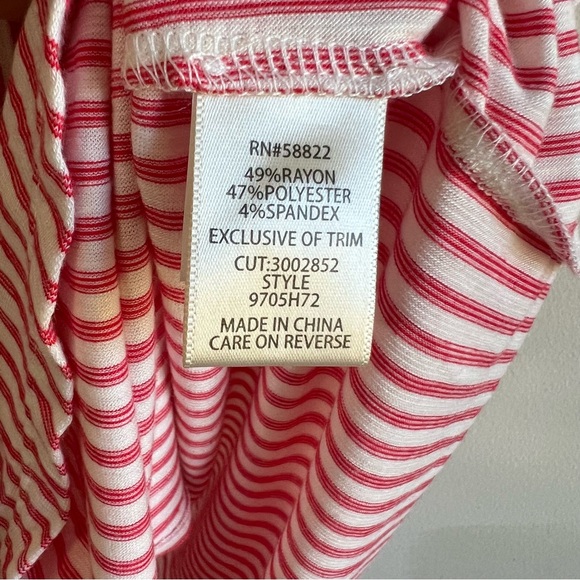 RN#58822
49%RAYON
47%POLYESTER
4%SPANDEX
EXCLUSIVE OF TRIM
CUT:3002852
STYLE
9705H72
MADE IN CHINA
CARE ON REVERSE